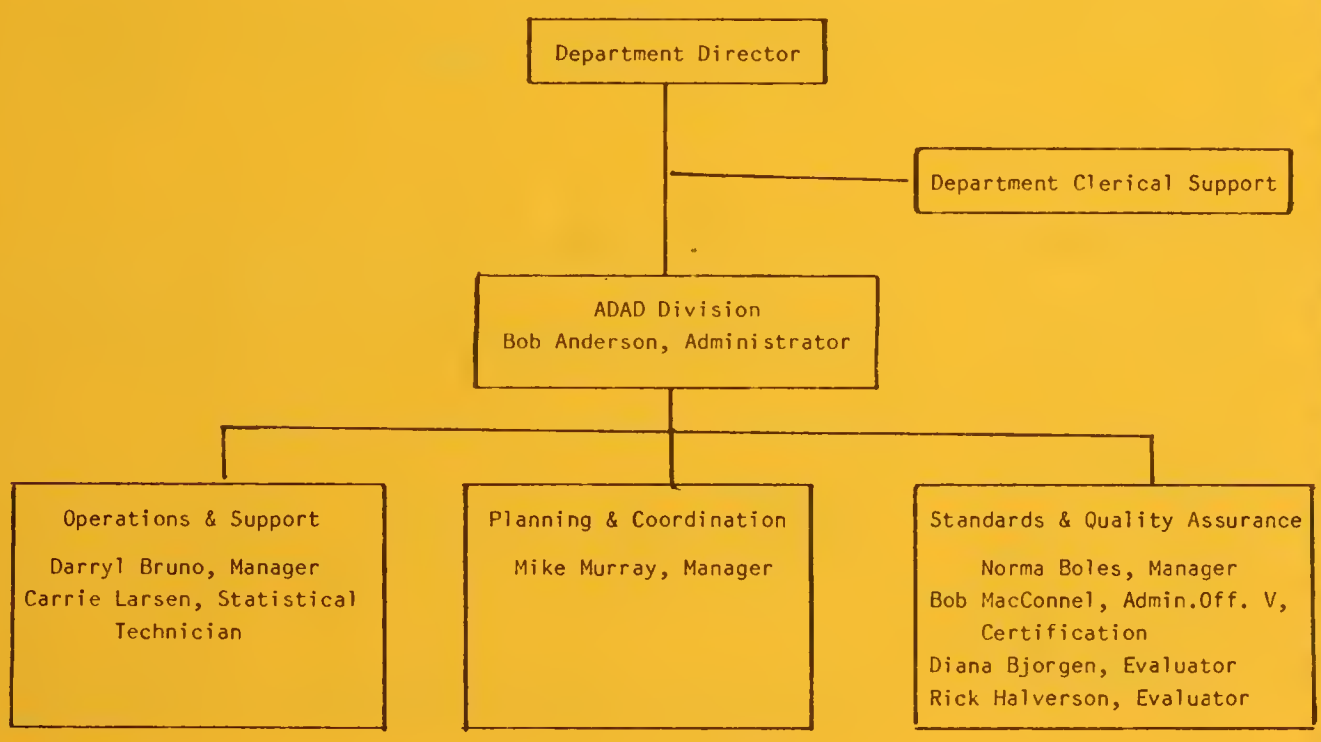 Department Director
Department Clerical Support
ADAD Division
Bob Anderson, Administrator
Operations & Support
Darryl Bruno, Manager
Carrie Larsen, Statistical
Technician
Planning & Coordination
Mike Murray, Manager
Standards & Quality Assurance
Norma Boles, Manager
Bob MacConnel, Admin.Off. V,
Certification
Diana Bjorgen, Evaluator
Rick Halverson, Evaluator